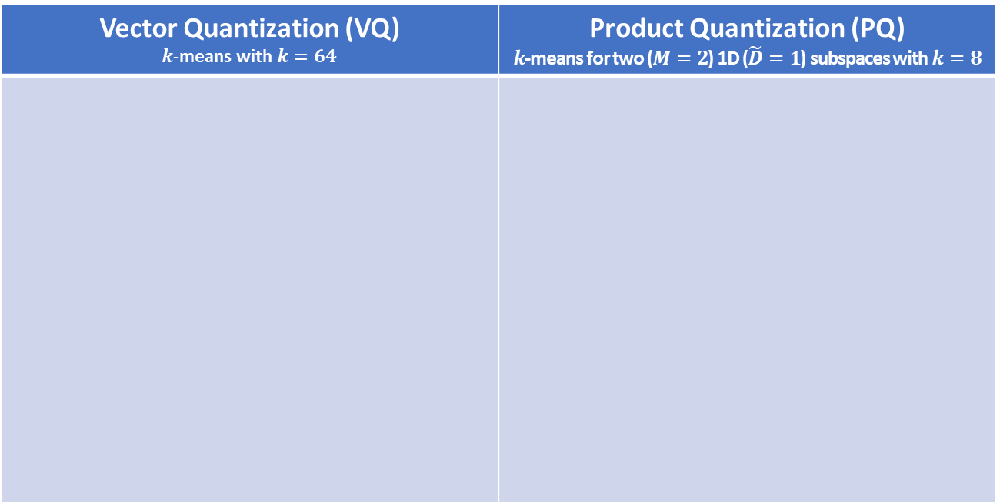 Vector Quantization (VQ)
k-means with k = 64
Product Quantization (PQ)
k-means for two (M = 2) 1D (D̃ = 1) subspaces with k = 8